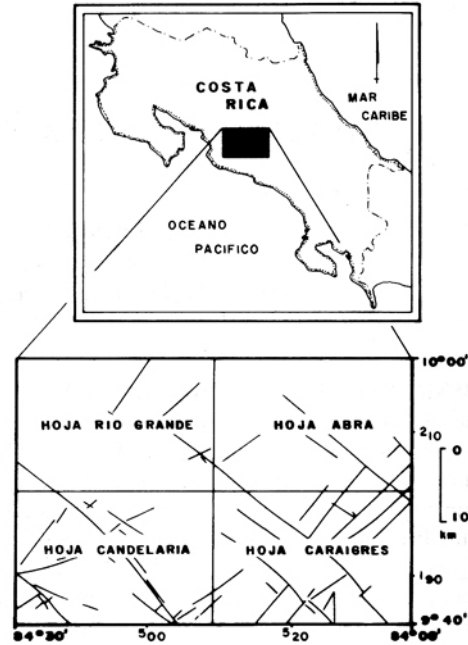 COSTA
RICA
MAR
CARIBE
OCEANO
PACIFICO
10°00'
HOJA RIO GRANDE
HOJA ABRA
210
0
10
km
HOJA CANDELARIA
HOJA CARAIGRES
190
9°40'
84°30'
500
520
84°08'